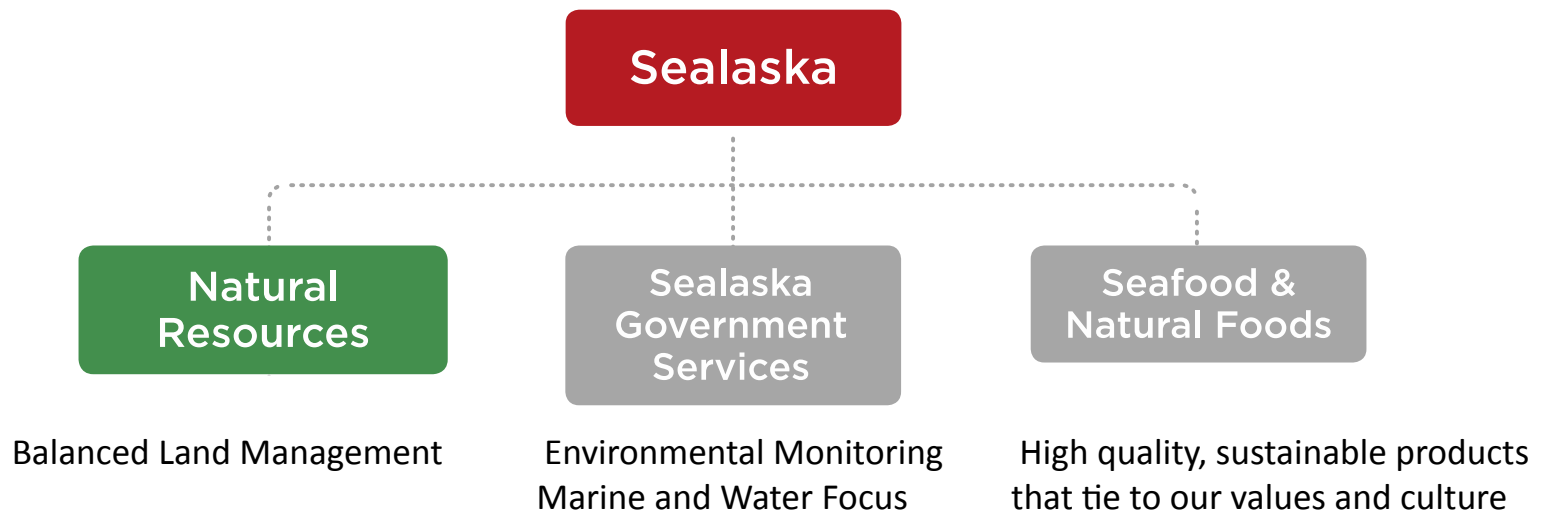 Sealaska
Natural
Resources
Sealaska
Government
Services
Seafood &
Natural Foods
Balanced Land Management
Environmental Monitoring
Marine and Water Focus
High quality, sustainable products
that tie to our values and culture